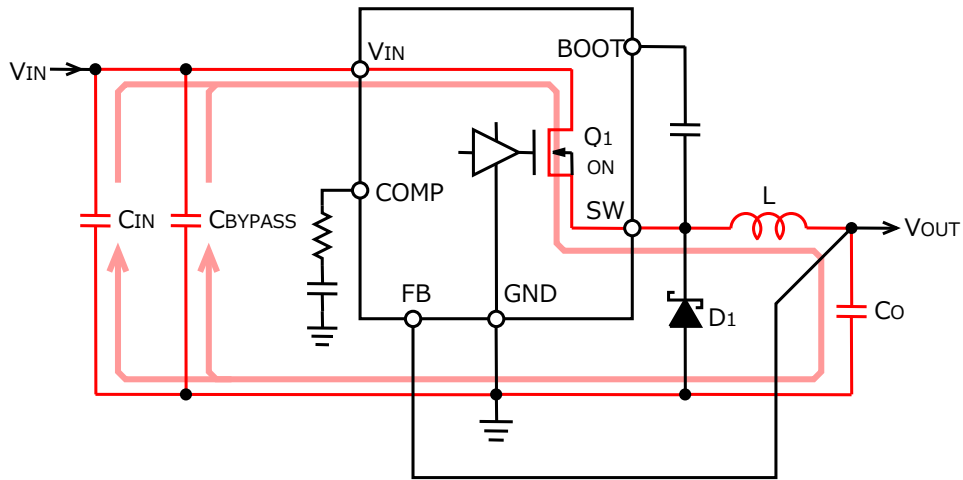 VIN
VIN
BOOT
Q1
ON
COMP
SW
L
CIN
CBYPASS
VOUT
FB
GND
D1
CO